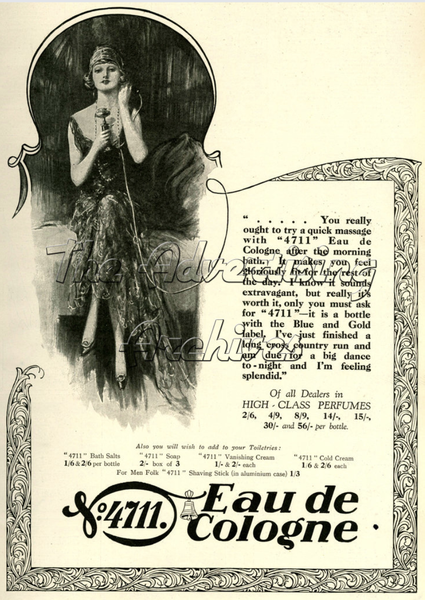 “ . . . . . You really
ought to try a quick massage
with “4711” Eau de
Cologne after the morning
bath. It makes you feel
gloriously fit for the rest of
the day. I know it sounds
extravagant, but really it's
worth it, only you must ask
for “4711”—it is a bottle
with the Blue and Gold
label. I've just finished a
long cross country run and
am due for a big dance
to-night and I'm feeling
splendid.”
Of all Dealers in
HIGH-CLASS PERFUMES
2/6, 4/9, 8/9, 14/-, 15/-,
30/- and 56/- per bottle.
The Advertising
Archives
Also you will wish to add to your Toiletries:
“4711” Bath Salts “4711” Soap “4711” Vanishing Cream “4711” Cold Cream
1/6 & 2/6 per bottle 2/- box of 3 1/- & 2/- each 1/6 & 2/6 each
For Men Folk “4711” Shaving Stick (in aluminium case) 1/3
No. 4711. Eau de
Cologne